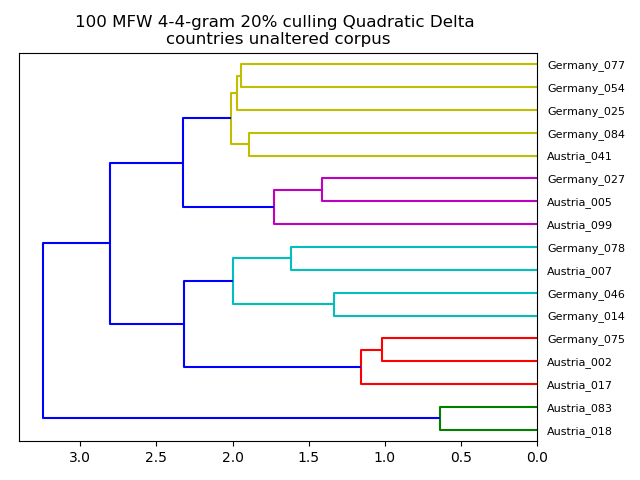 100 MFW 4-4-gram 20% culling Quadratic Delta
countries unaltered corpus
Germany_077
Germany_054
Germany_025
Germany_084
Austria_041
Germany_027
Austria_005
Austria_099
Germany_078
Austria_007
Germany_046
Germany_014
Germany_075
Austria_002
Austria_017
Austria_083
Austria_018
3.0 2.5 2.0 1.5 1.0 0.5 0.0